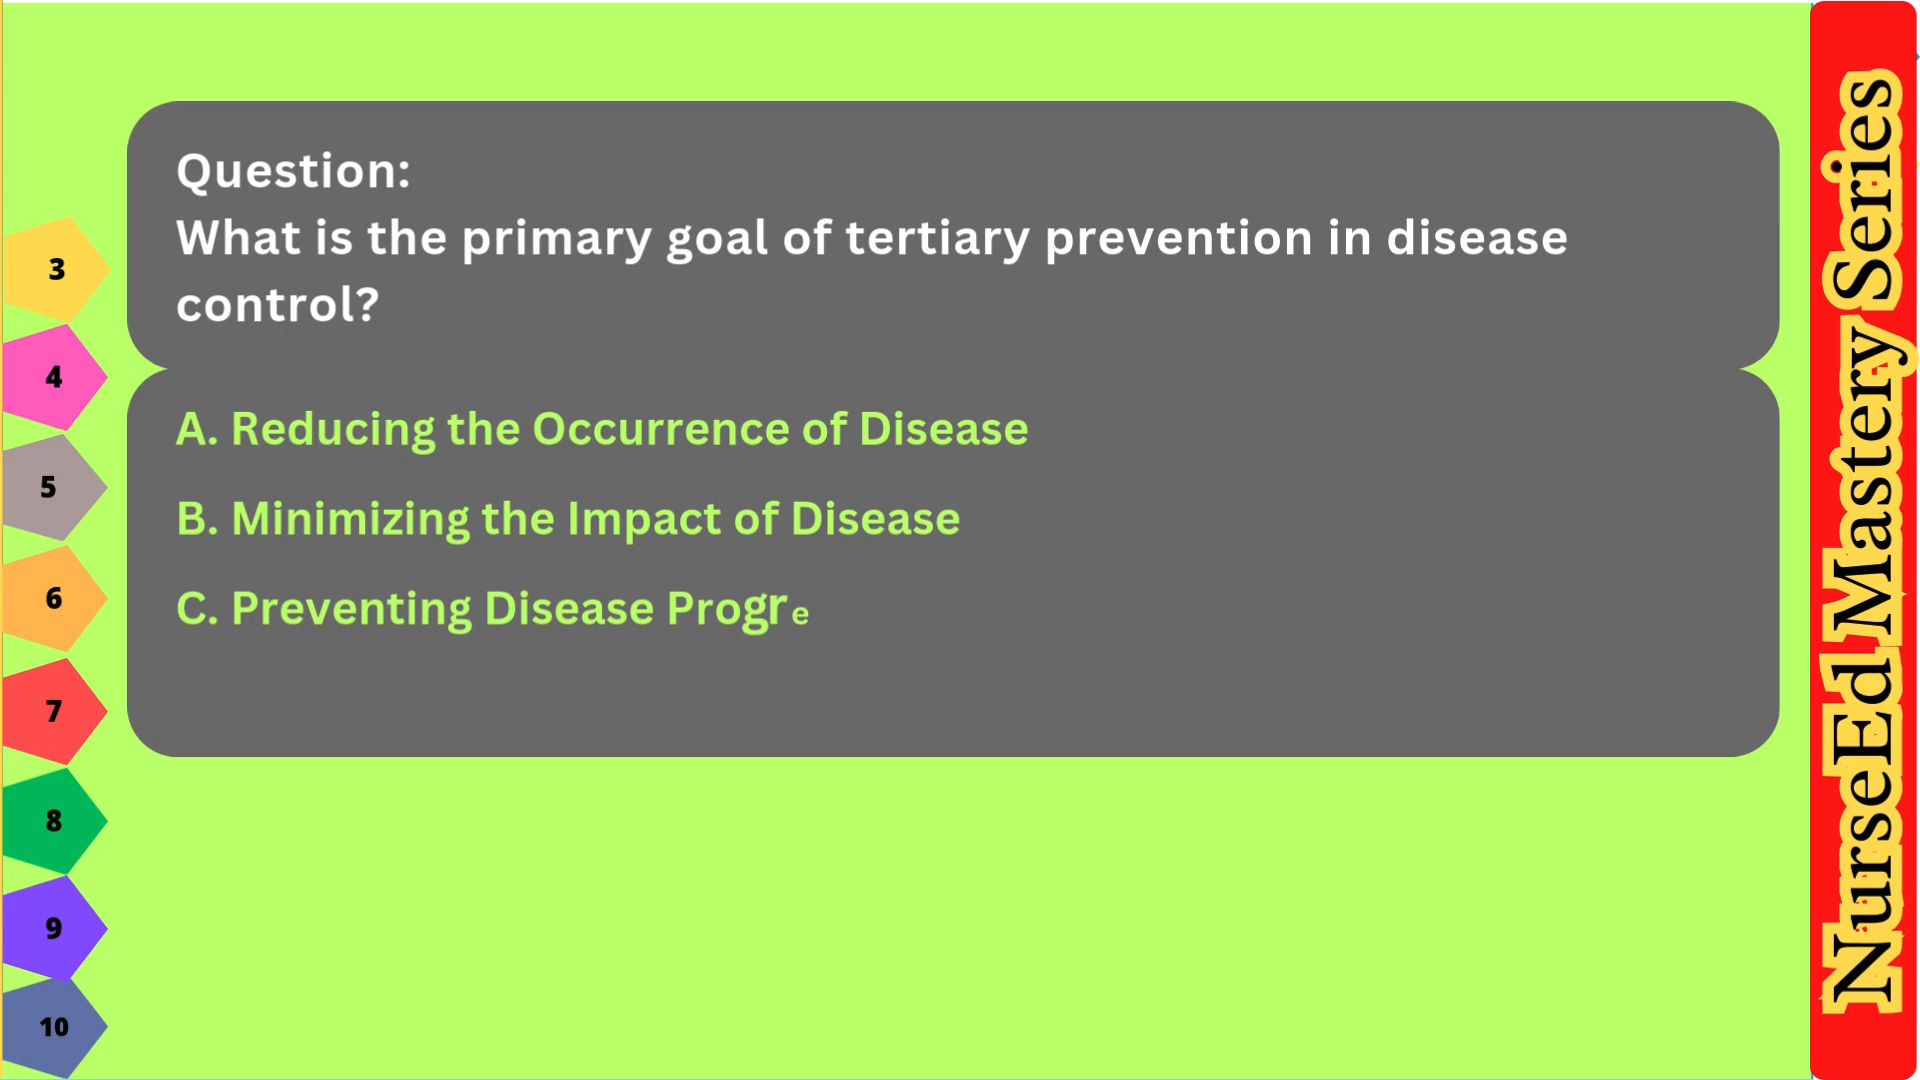 Question:
What is the primary goal of tertiary prevention in disease
control?
A. Reducing the Occurrence of Disease
B. Minimizing the Impact of Disease
C. Preventing Disease Progre
3
4
5
6
7
8
9
10
NurseEd Mastery Series